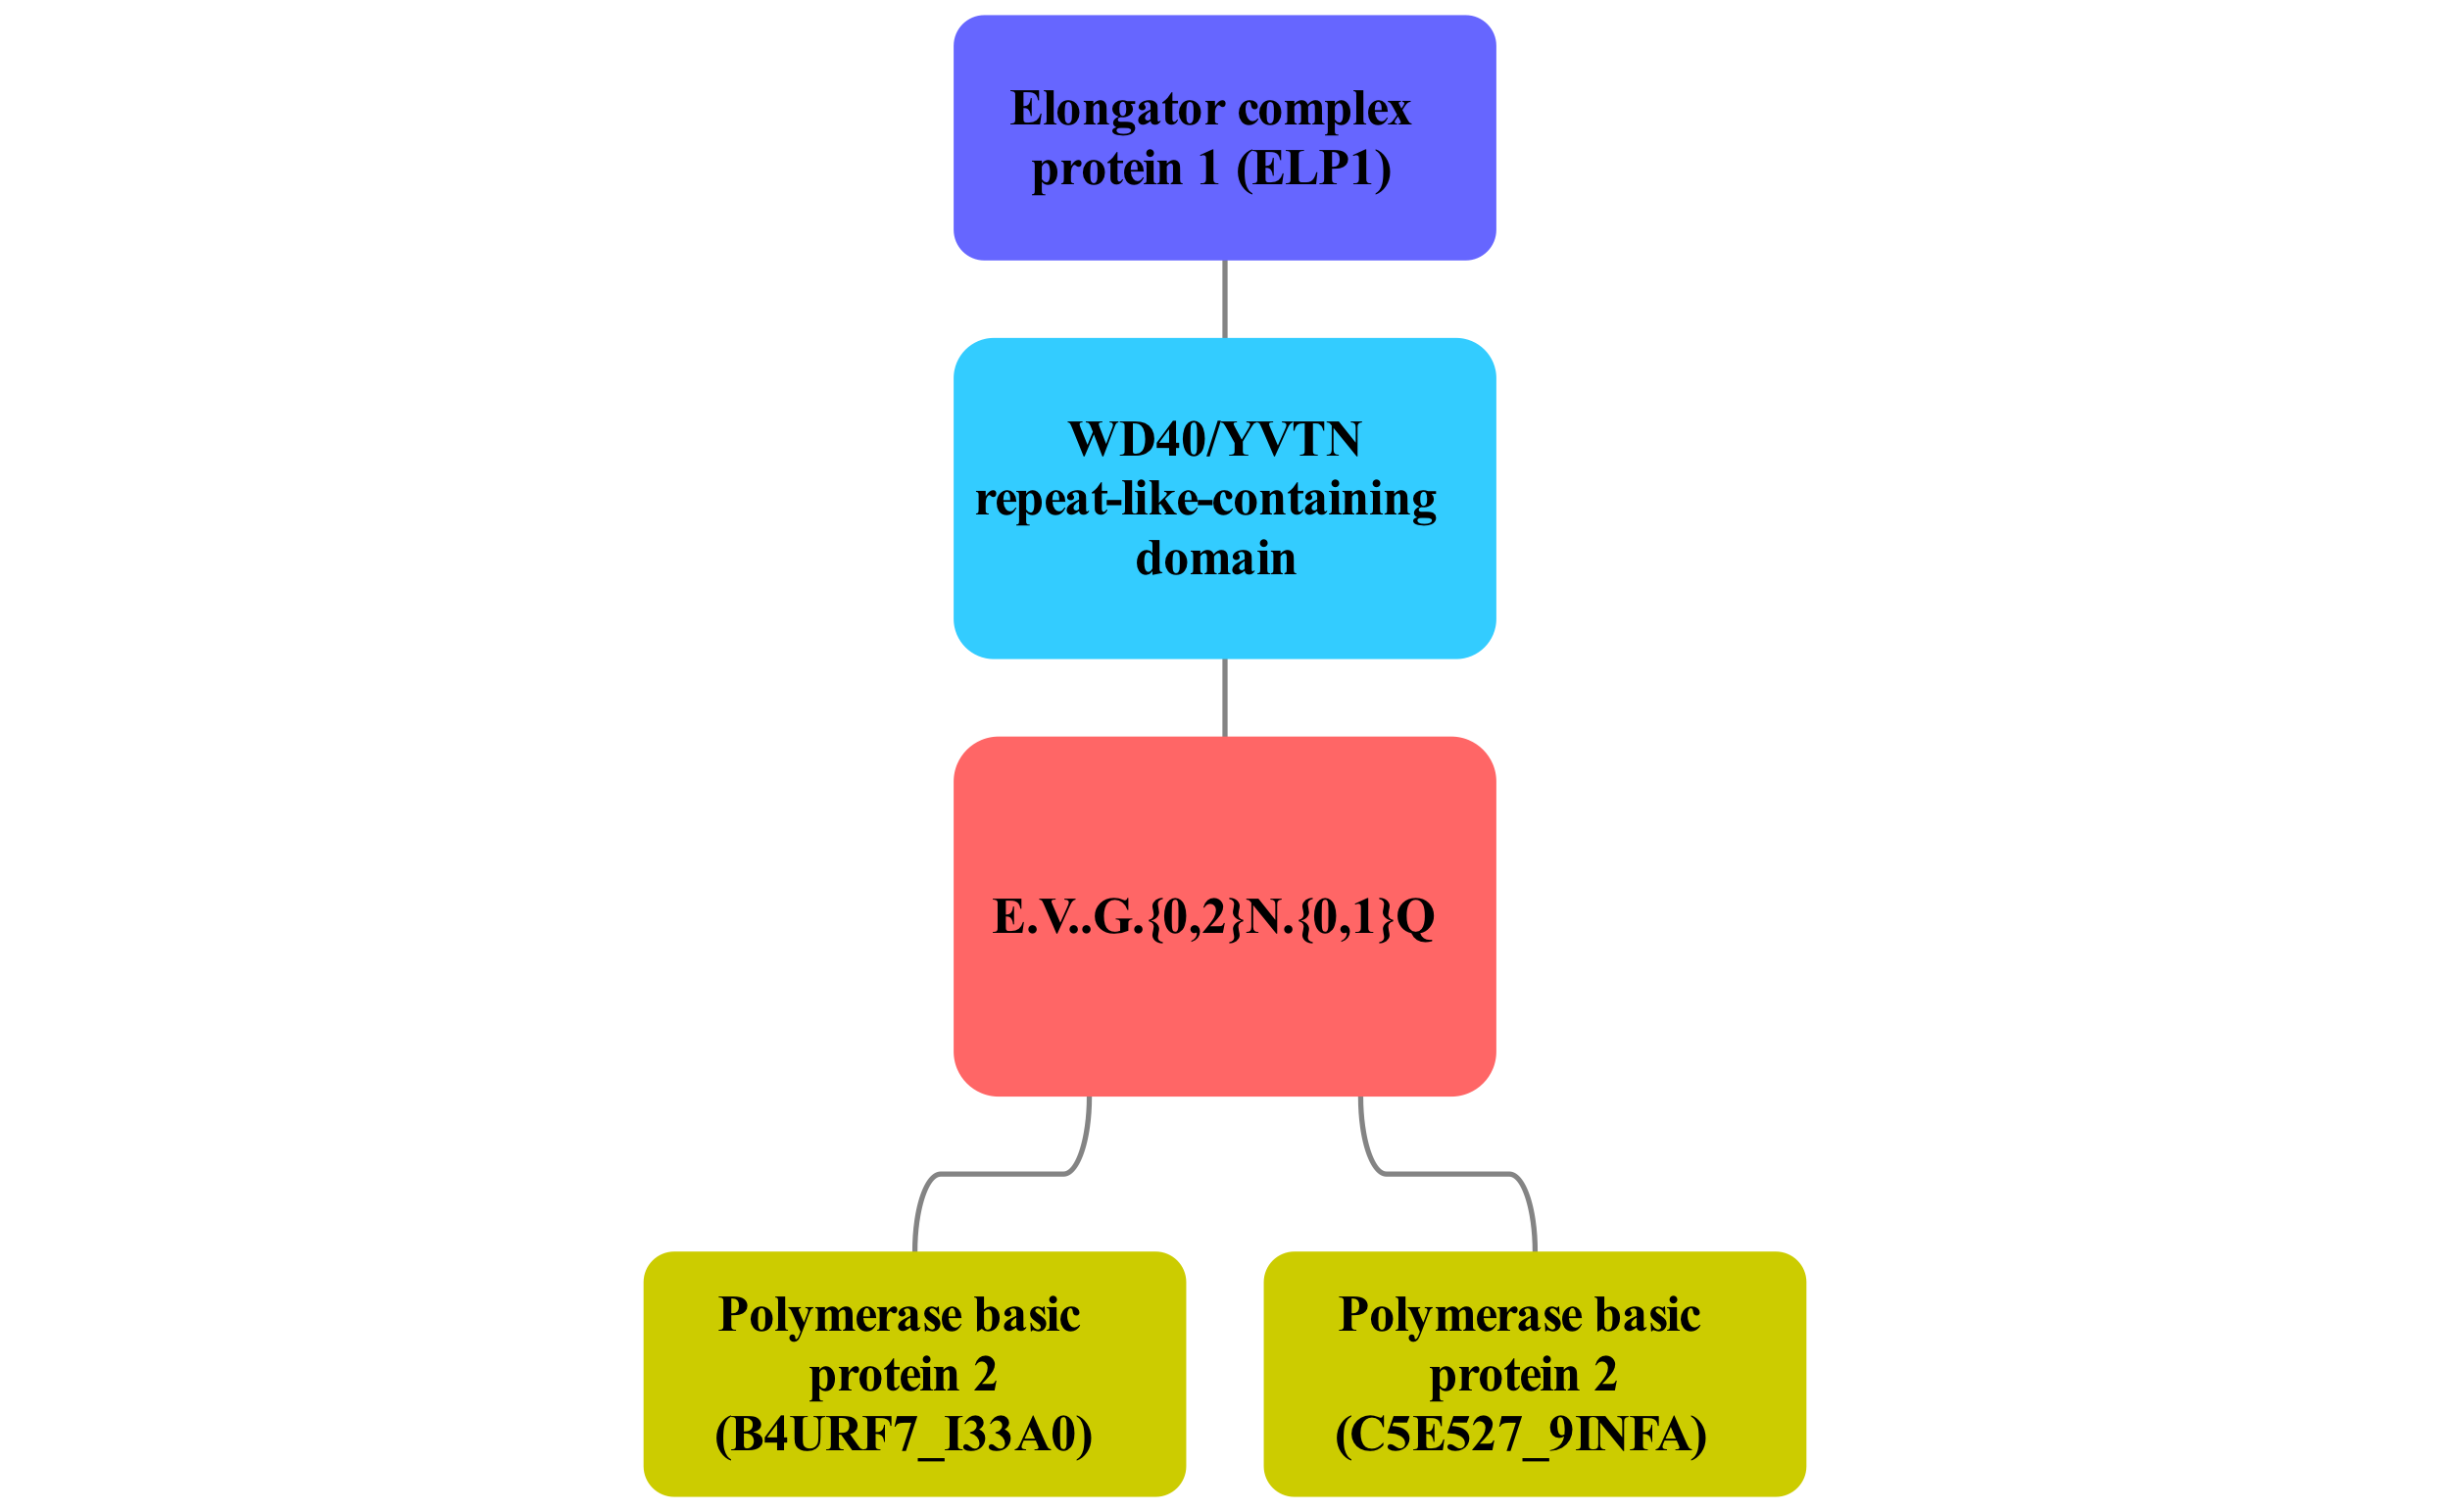 Elongator complex
protein 1 (ELP1)
WD40/YVTN
repeat-like-containing
domain
E.V..G.{0,2}N.{0,1}Q
Polymerase basic
protein 2
(B4URF7_I33A0)
Polymerase basic
protein 2
(C5E527_9INFA)